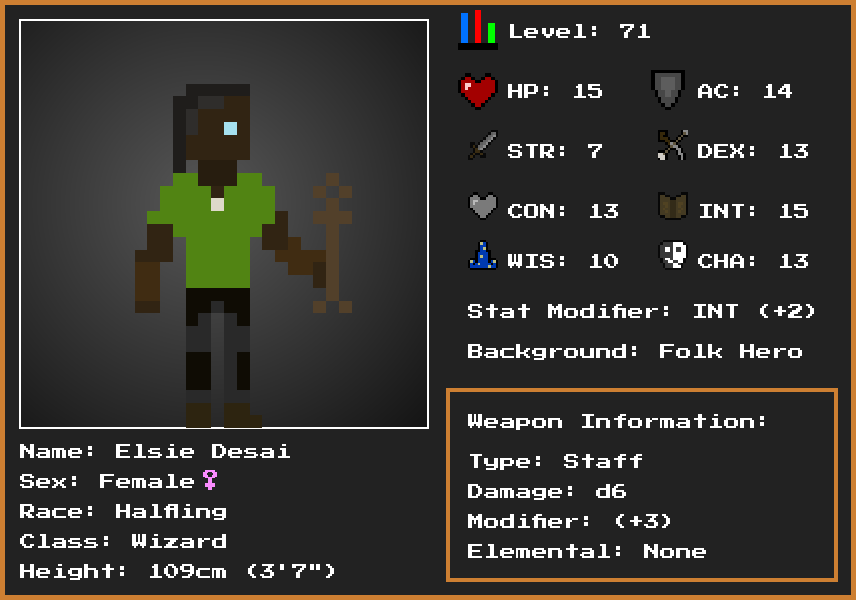 Level: 71
HP: 15
AC: 14
STR: 7
DEX: 13
CON: 13
INT: 15
WIS: 10
CHA: 13
Stat Modifier: INT (+2)
Background: Folk Hero
Weapon Information:
Type: Staff
Damage: d6
Modifier: (+3)
Elemental: None
Name: Elsie Desai
Sex: Female♀
Race: Halfling
Class: Wizard
Height: 109cm (3'7")